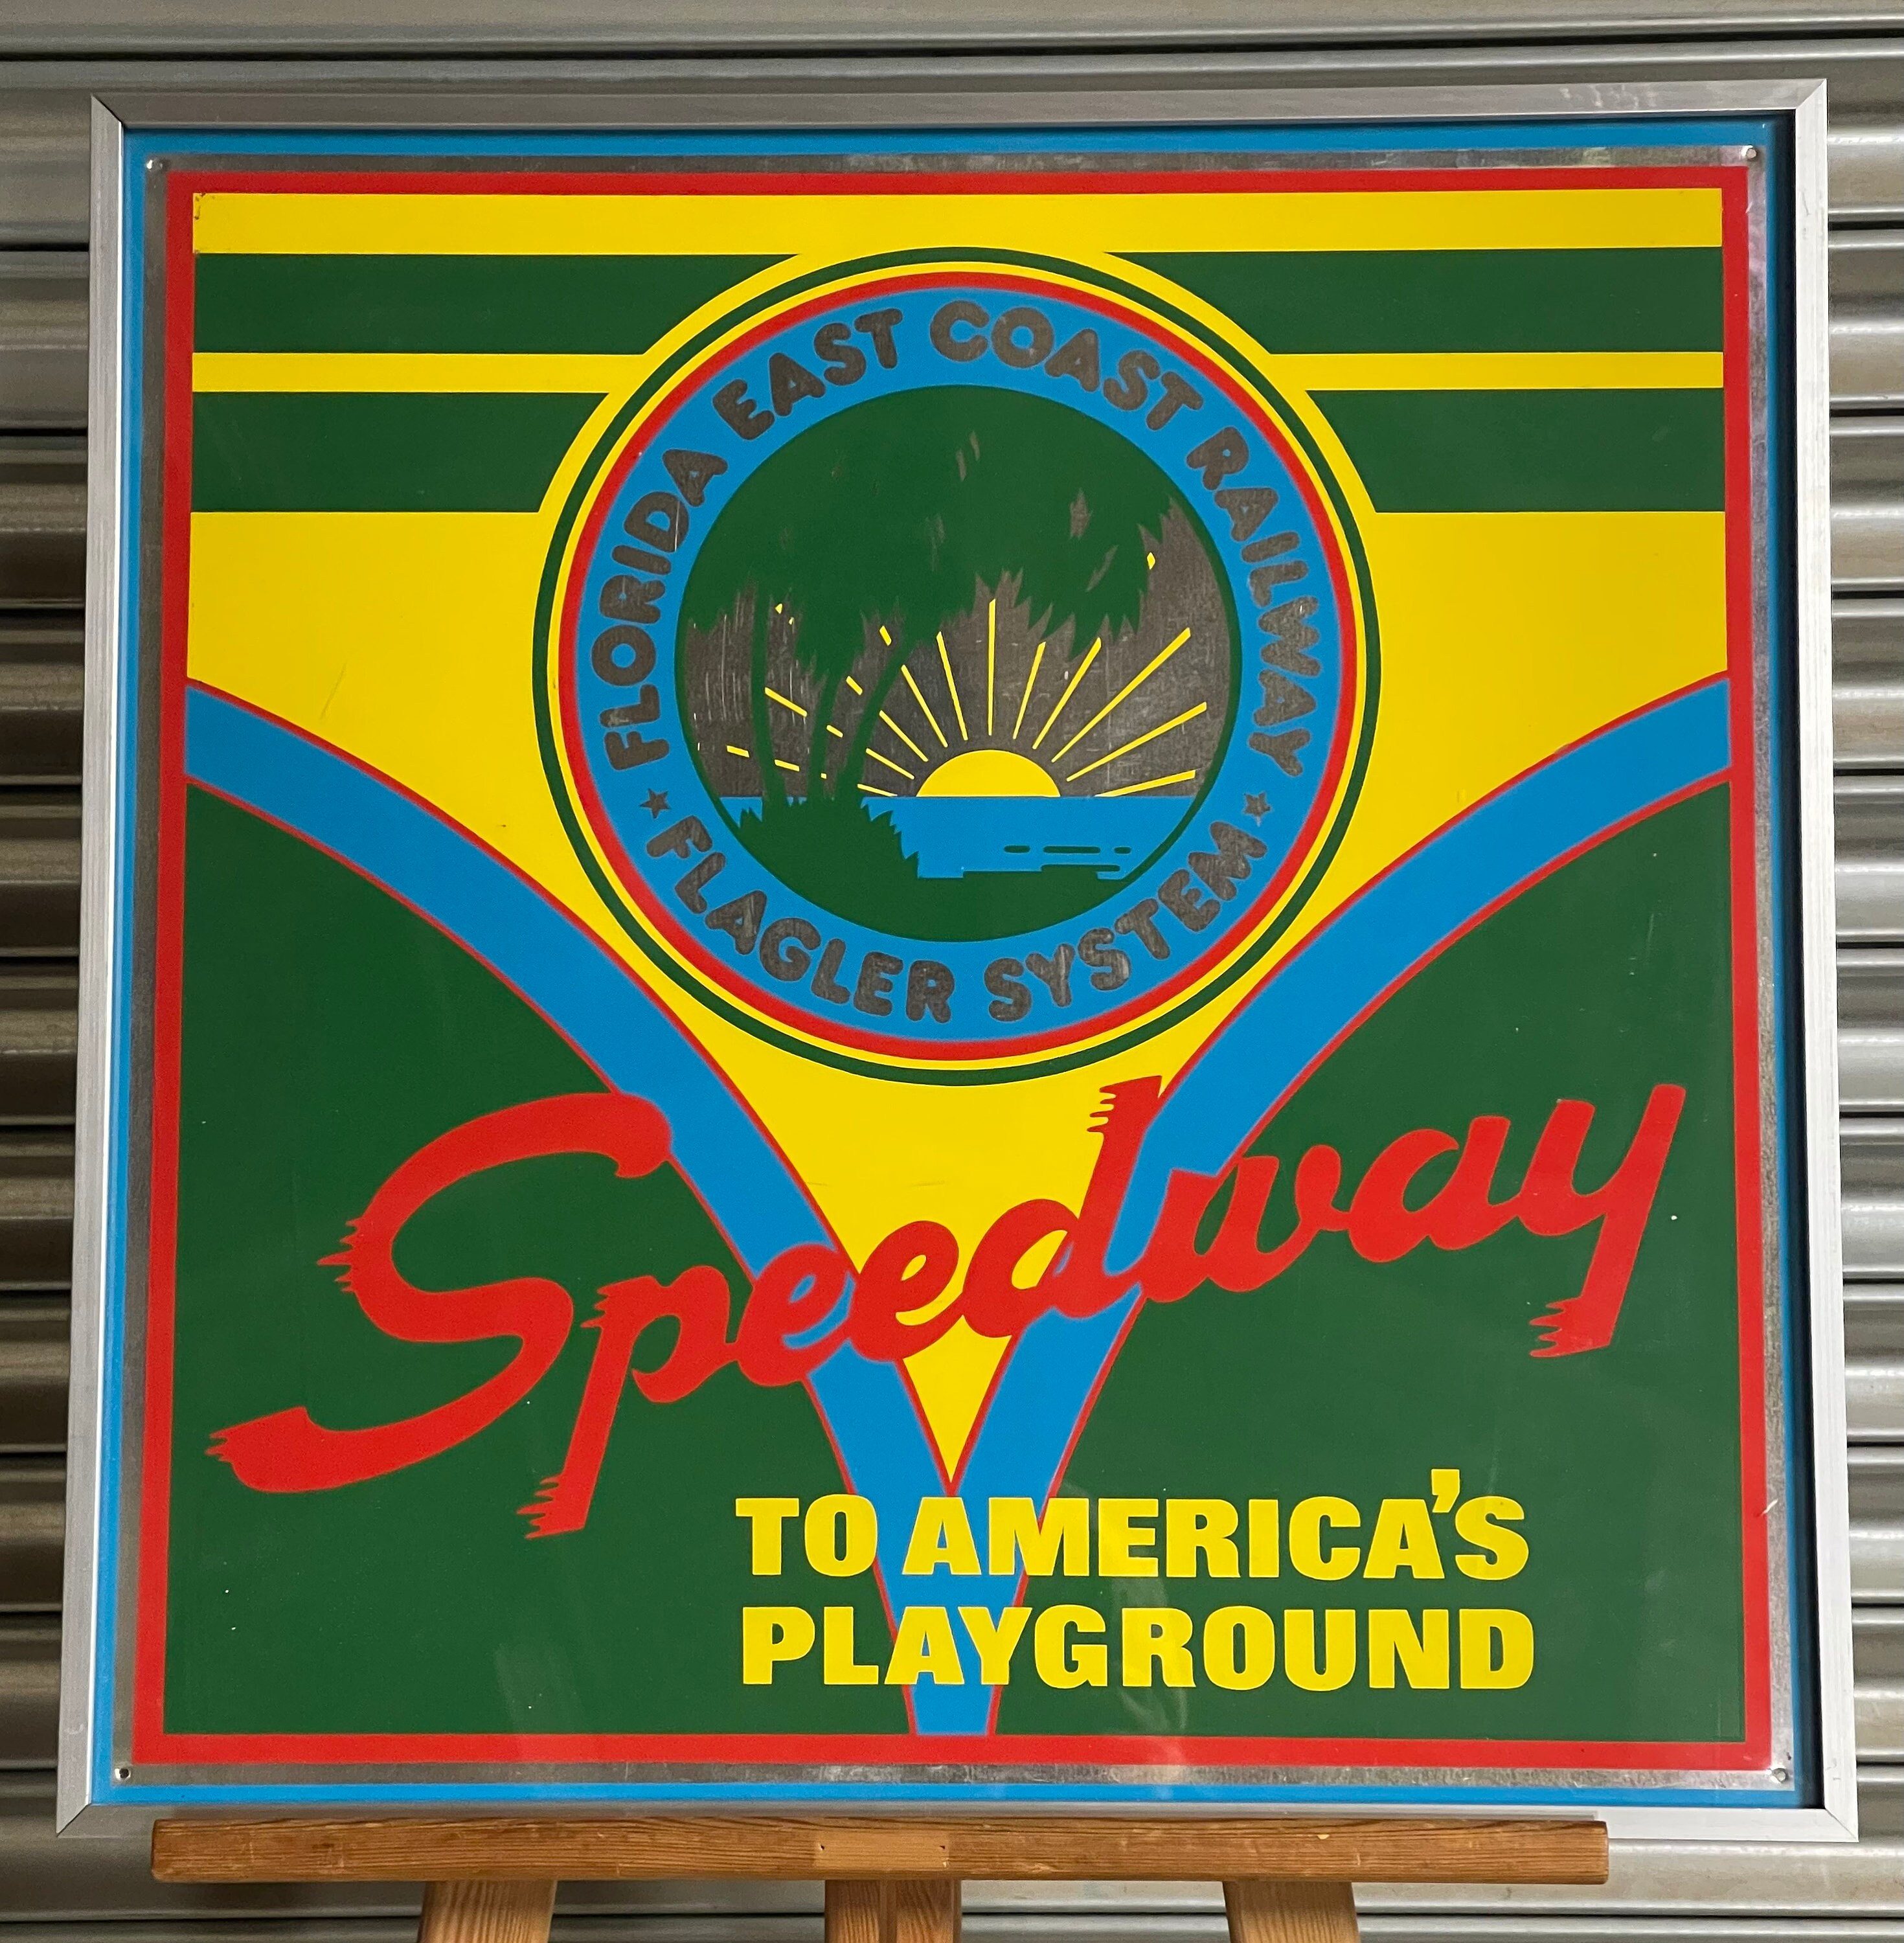 FLORIDA EAST COAST RAILWAY
FLAGLER SYSTEM
Speedway
TO AMERICA'S
PLAYGROUND